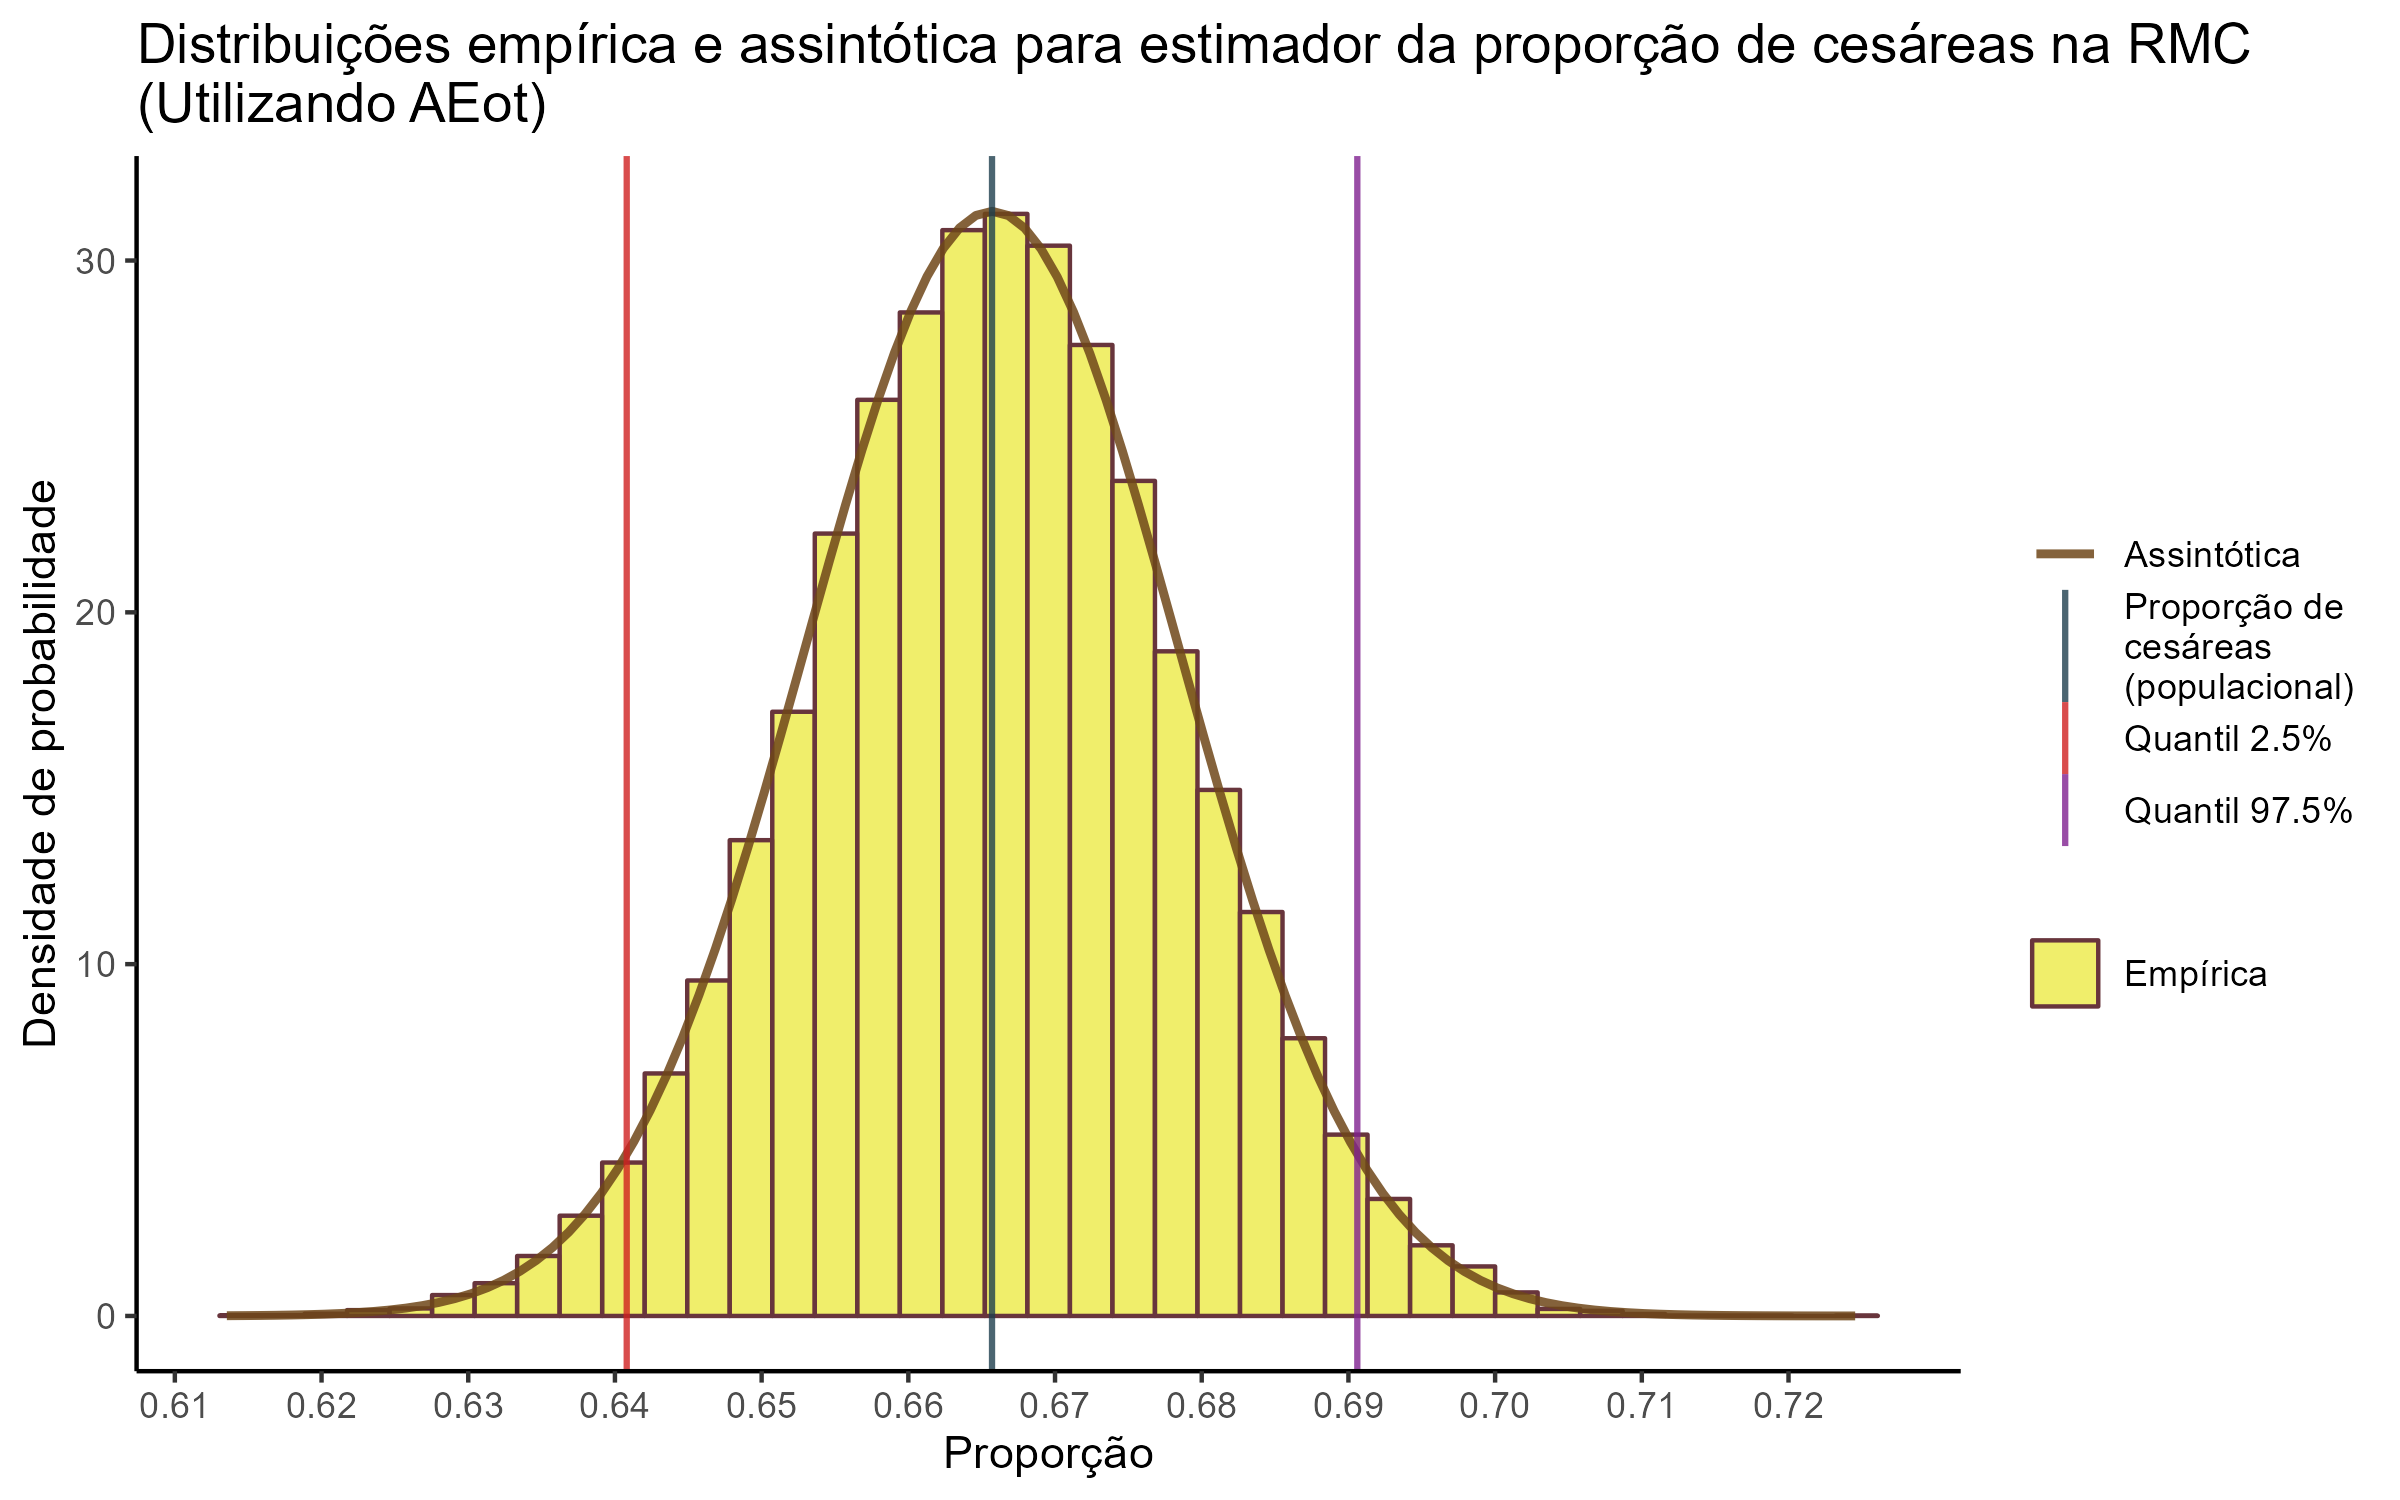 Distribuições empírica e assintótica para estimador da proporção de cesáreas na RMC
(Utilizando AEot)
Densidade de probabilidade
30
20
10
0
0.61 0.62 0.63 0.64 0.65 0.66 0.67 0.68 0.69 0.70 0.71 0.72
Proporção
Assintótica
Proporção de
cesáreas
(populacional)
Quantil 2.5%
Quantil 97.5%
Empírica